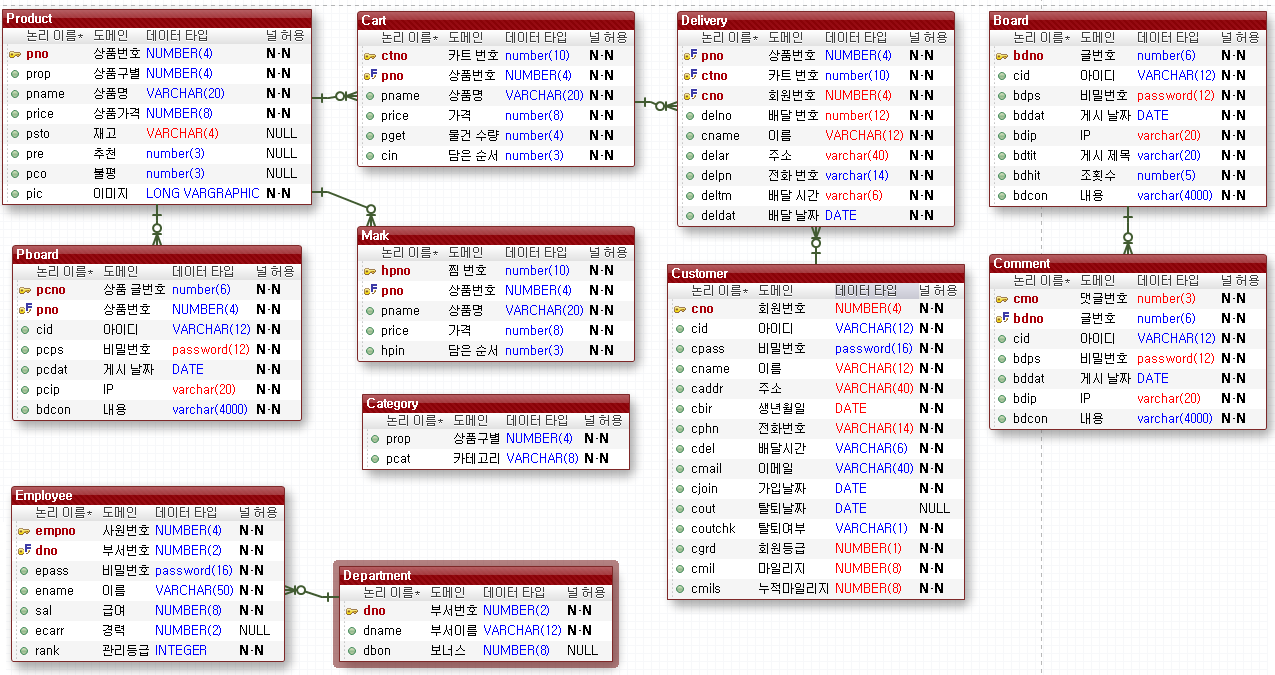 Product
논리 이름* 도메인 데이터 타입 널 허용
pno 상품번호 NUMBER(4) N·N
prop 상품구별 NUMBER(4) N·N
pname 상품명 VARCHAR(20) N·N
price 상품가격 NUMBER(8) N·N
psto 재고 VARCHAR(4) NULL
pre 추천 number(3) NULL
pco 불평 number(3) NULL
pic 이미지 LONG VARGRAPHIC N·N
Cart
논리 이름* 도메인 데이터 타입 널 허용
ctno 카트 번호 number(10) N·N
pno 상품번호 NUMBER(4) N·N
pname 상품명 VARCHAR(20) N·N
price 가격 number(8) N·N
pget 물건 수량 number(4) N·N
cin 담은 순서 number(3) N·N
Delivery
논리 이름* 도메인 데이터 타입 널 허용
pno 상품번호 NUMBER(4) N·N
ctno 카트 번호 number(10) N·N
cno 회원번호 NUMBER(4) N·N
delno 배달 번호 number(12) N·N
cname 이름 VARCHAR(12) N·N
delar 주소 varchar(40) N·N
delpn 전화 번호 varchar(14) N·N
deltm 배달 시간 varchar(6) N·N
deldat 배달 날짜 DATE N·N
Board
논리 이름* 도메인 데이터 타입 널 허용
bdno 글번호 number(6) N·N
cid 아이디 VARCHAR(12) N·N
bdps 비밀번호 password(12) N·N
bddat 게시 날짜 DATE N·N
bdip IP varchar(20) N·N
bdtit 게시 제목 varchar(20) N·N
bdhit 조횟수 number(5) N·N
bdcon 내용 varchar(4000) N·N
Pboard
논리 이름* 도메인 데이터 타입 널 허용
pcno 상품 글번호 number(6) N·N
pno 상품번호 NUMBER(4) N·N
cid 아이디 VARCHAR(12) N·N
pcps 비밀번호 password(12) N·N
pcdat 게시 날짜 DATE N·N
pcip IP varchar(20) N·N
bdcon 내용 varchar(4000) N·N
Mark
논리 이름* 도메인 데이터 타입 널 허용
hpno 찜 번호 number(10) N·N
pno 상품번호 NUMBER(4) N·N
pname 상품명 VARCHAR(20) N·N
price 가격 number(8) N·N
hpin 담은 순서 number(3) N·N
Customer
논리 이름* 도메인 데이터 타입 널 허용
cno 회원번호 NUMBER(4) N·N
cid 아이디 VARCHAR(12) N·N
cpass 비밀번호 password(16) N·N
cname 이름 VARCHAR(12) N·N
caddr 주소 VARCHAR(40) N·N
cbir 생년월일 DATE N·N
cphn 전화번호 VARCHAR(14) N·N
cdel 배달시간 VARCHAR(6) N·N
cmail 이메일 VARCHAR(40) N·N
cjoin 가입날짜 DATE N·N
cout 탈퇴날짜 DATE NULL
coutchk 탈퇴여부 VARCHAR(1) N·N
cgrd 회원등급 NUMBER(1) N·N
cmil 마일리지 NUMBER(8) N·N
cmils 누적마일리지 NUMBER(8) N·N
Comment
논리 이름* 도메인 데이터 타입 널 허용
cmo 댓글번호 number(3) N·N
bdno 글번호 number(6) N·N
cid 아이디 VARCHAR(12) N·N
bdps 비밀번호 password(12) N·N
bddat 게시 날짜 DATE N·N
bdip IP varchar(20) N·N
bdcon 내용 varchar(4000) N·N
Category
논리 이름* 도메인 데이터 타입 널 허용
prop 상품구별 NUMBER(4) N·N
pcat 카테고리 VARCHAR(8) N·N
Employee
논리 이름* 도메인 데이터 타입 널 허용
empno 사원번호 NUMBER(4) N·N
dno 부서번호 NUMBER(2) N·N
epass 비밀번호 password(16) N·N
ename 이름 VARCHAR(50) N·N
sal 급여 NUMBER(8) N·N
ecarr 경력 NUMBER(2) NULL
rank 관리등급 INTEGER N·N
Department
논리 이름* 도메인 데이터 타입 널 허용
dno 부서번호 NUMBER(2) N·N
dname 부서이름 VARCHAR(12) N·N
dbon 보너스 NUMBER(8) NULL